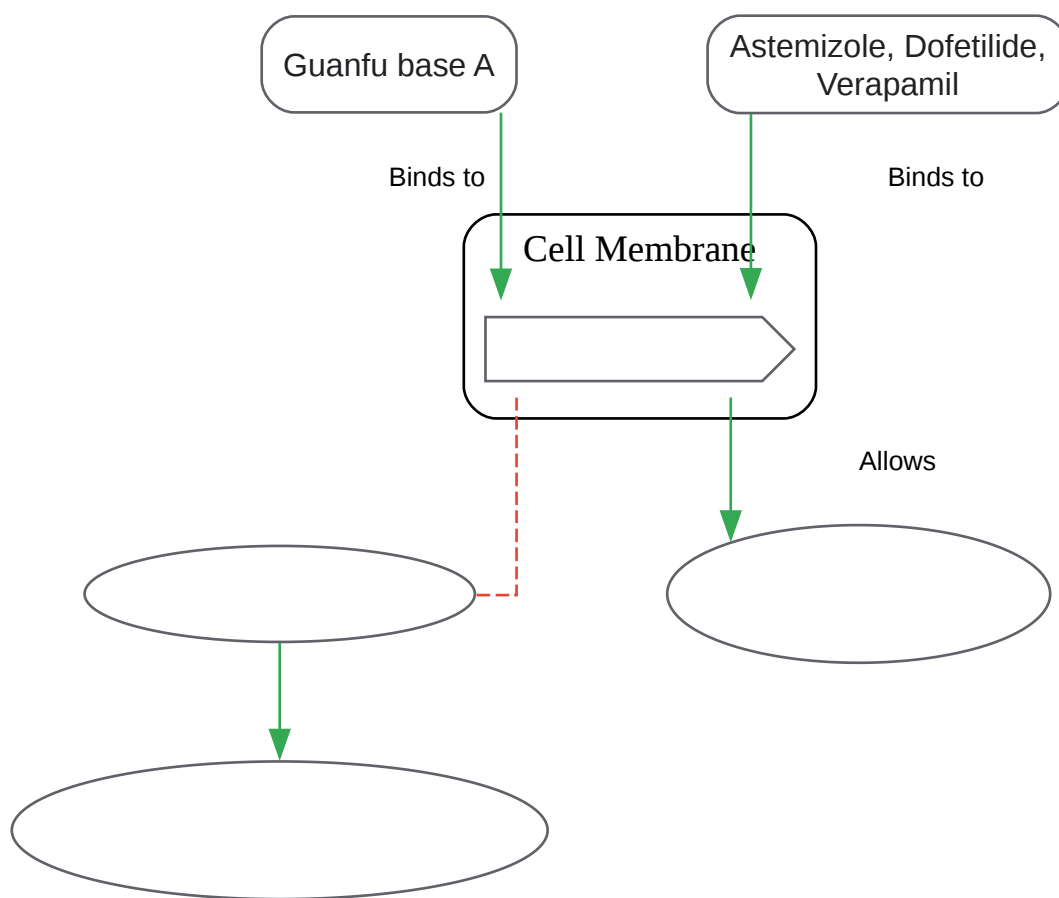 Guanfu base A
Astemizole, Dofetilide,
Verapamil
Binds to
Binds to
Cell Membrane
Allows